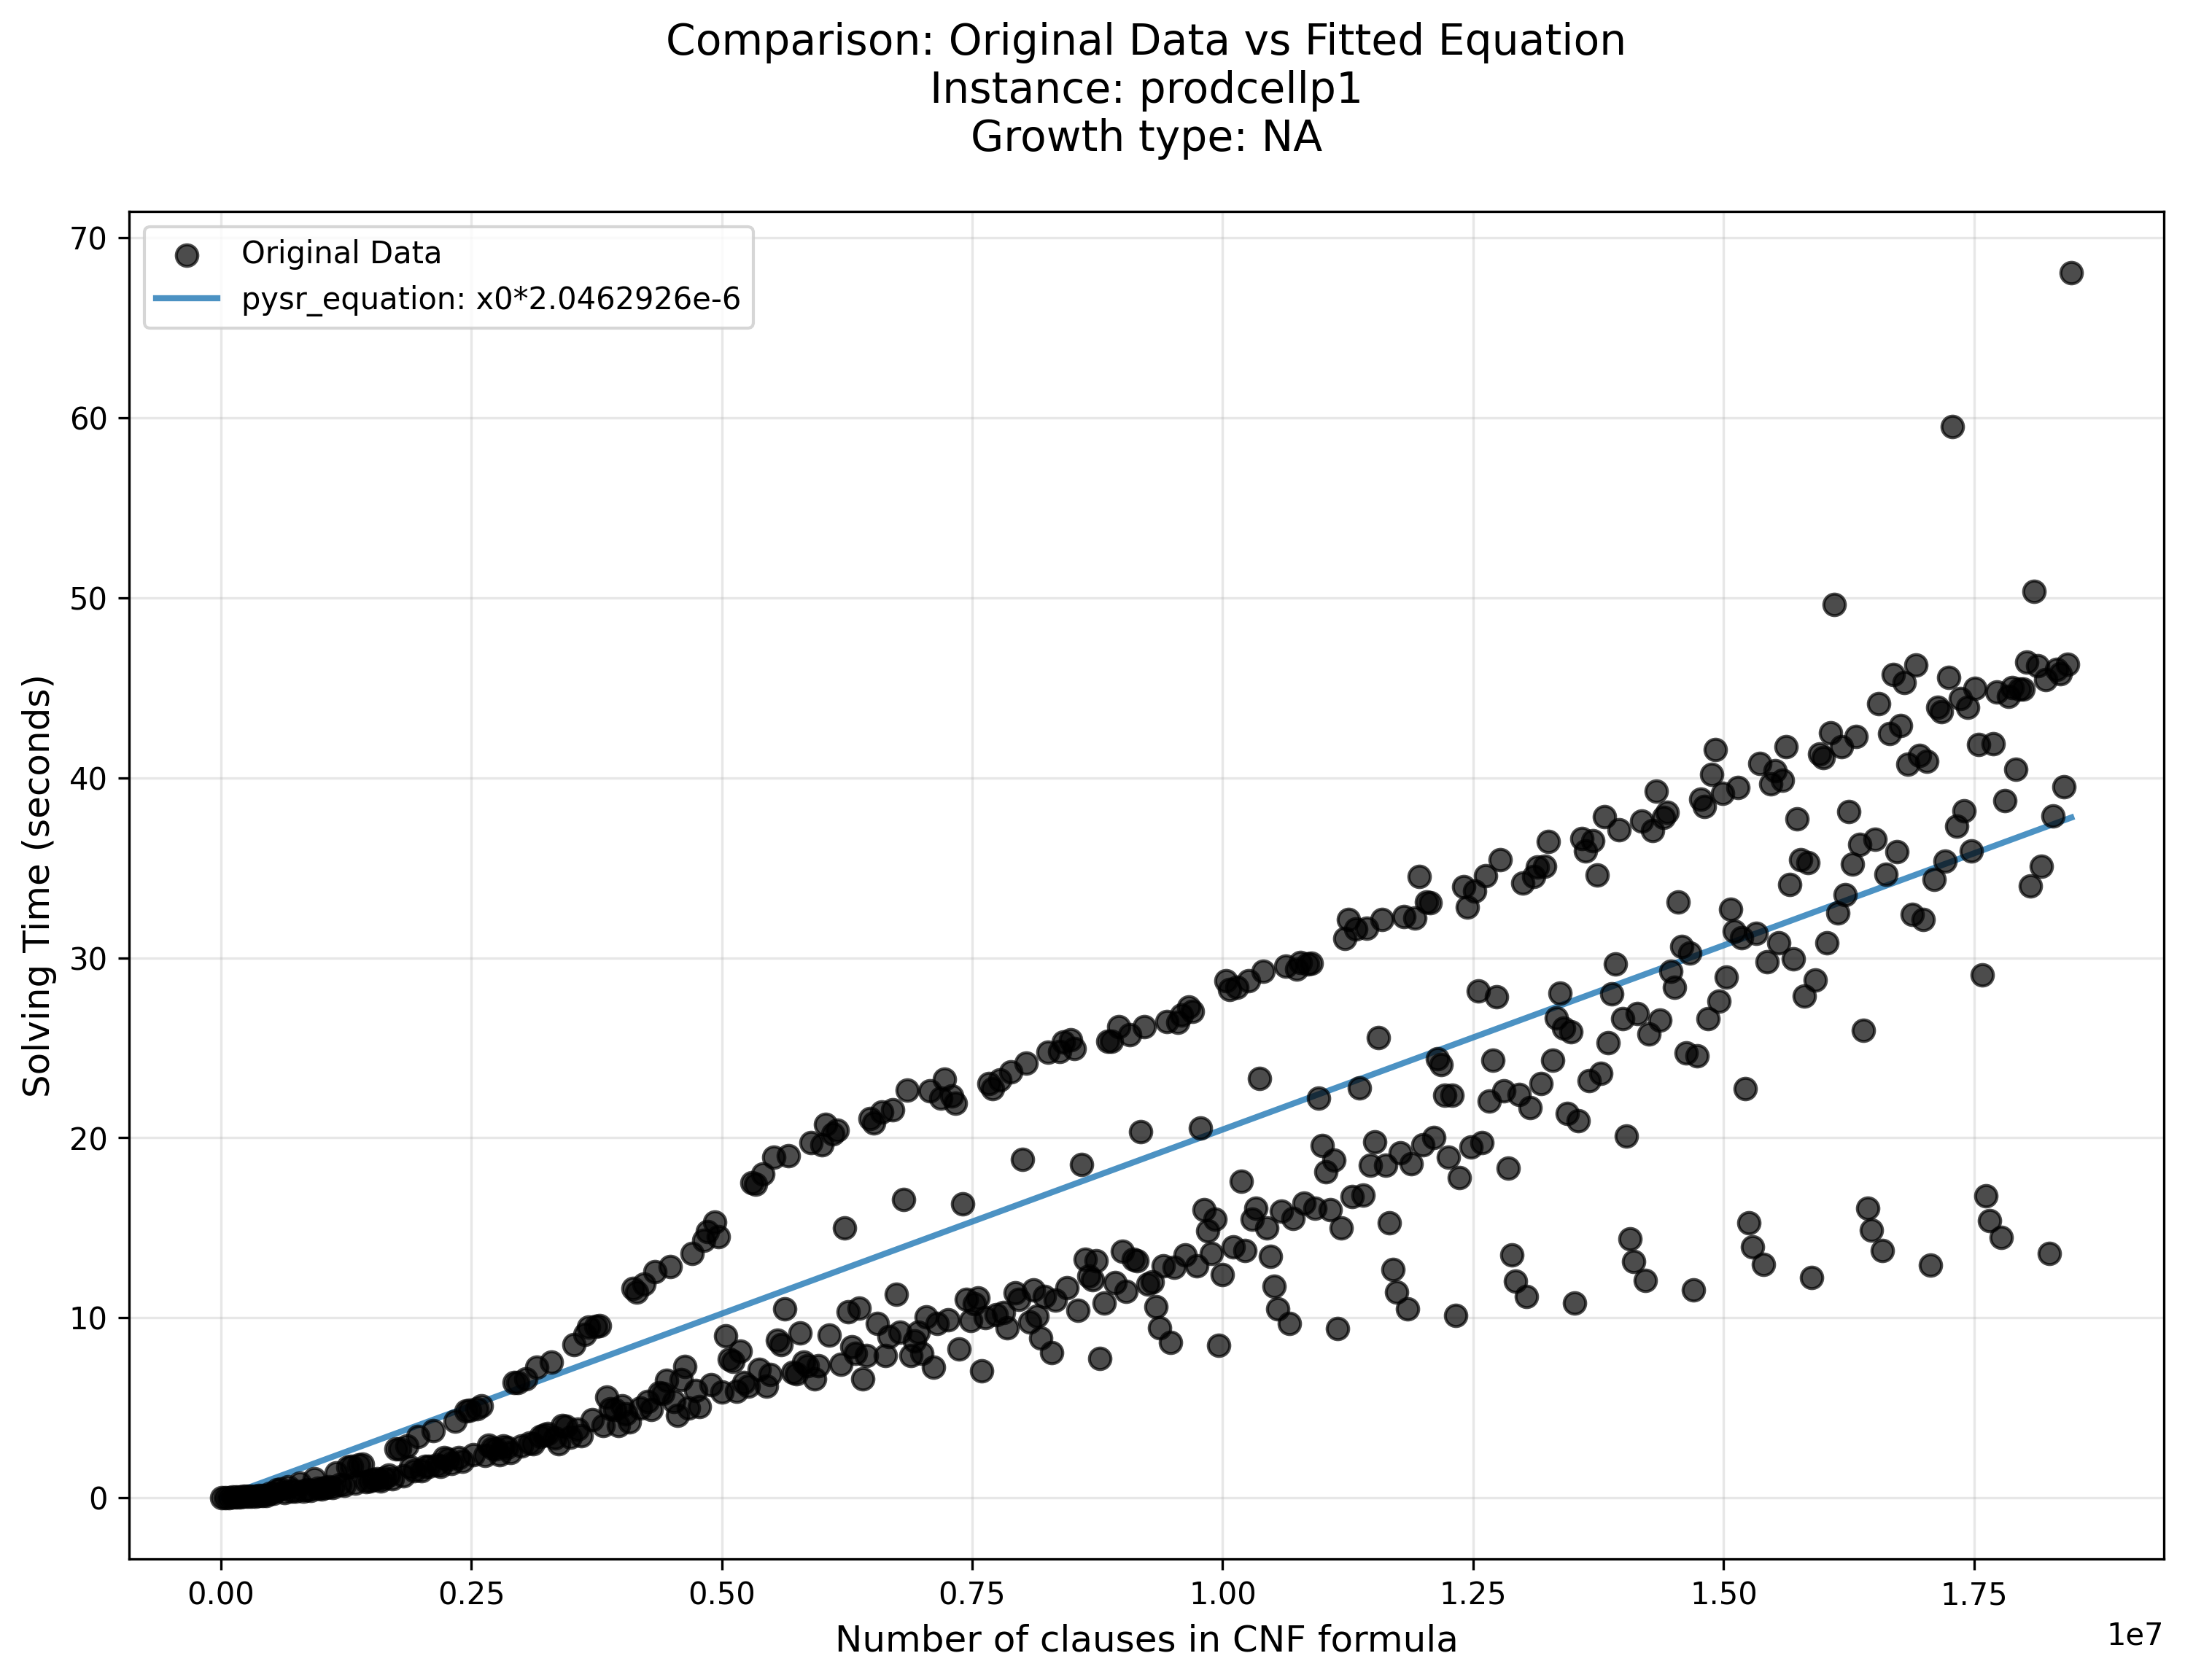 Comparison: Original Data vs Fitted Equation
Instance: prodcellp1
Growth type: NA
Original Data
pysr_equation: x0*2.0462926e-6
70
60
50
40
30
20
10
0
Solving Time (seconds)
0.00 0.25 0.50 0.75 1.00 1.25 1.50 1.75
1e7
Number of clauses in CNF formula